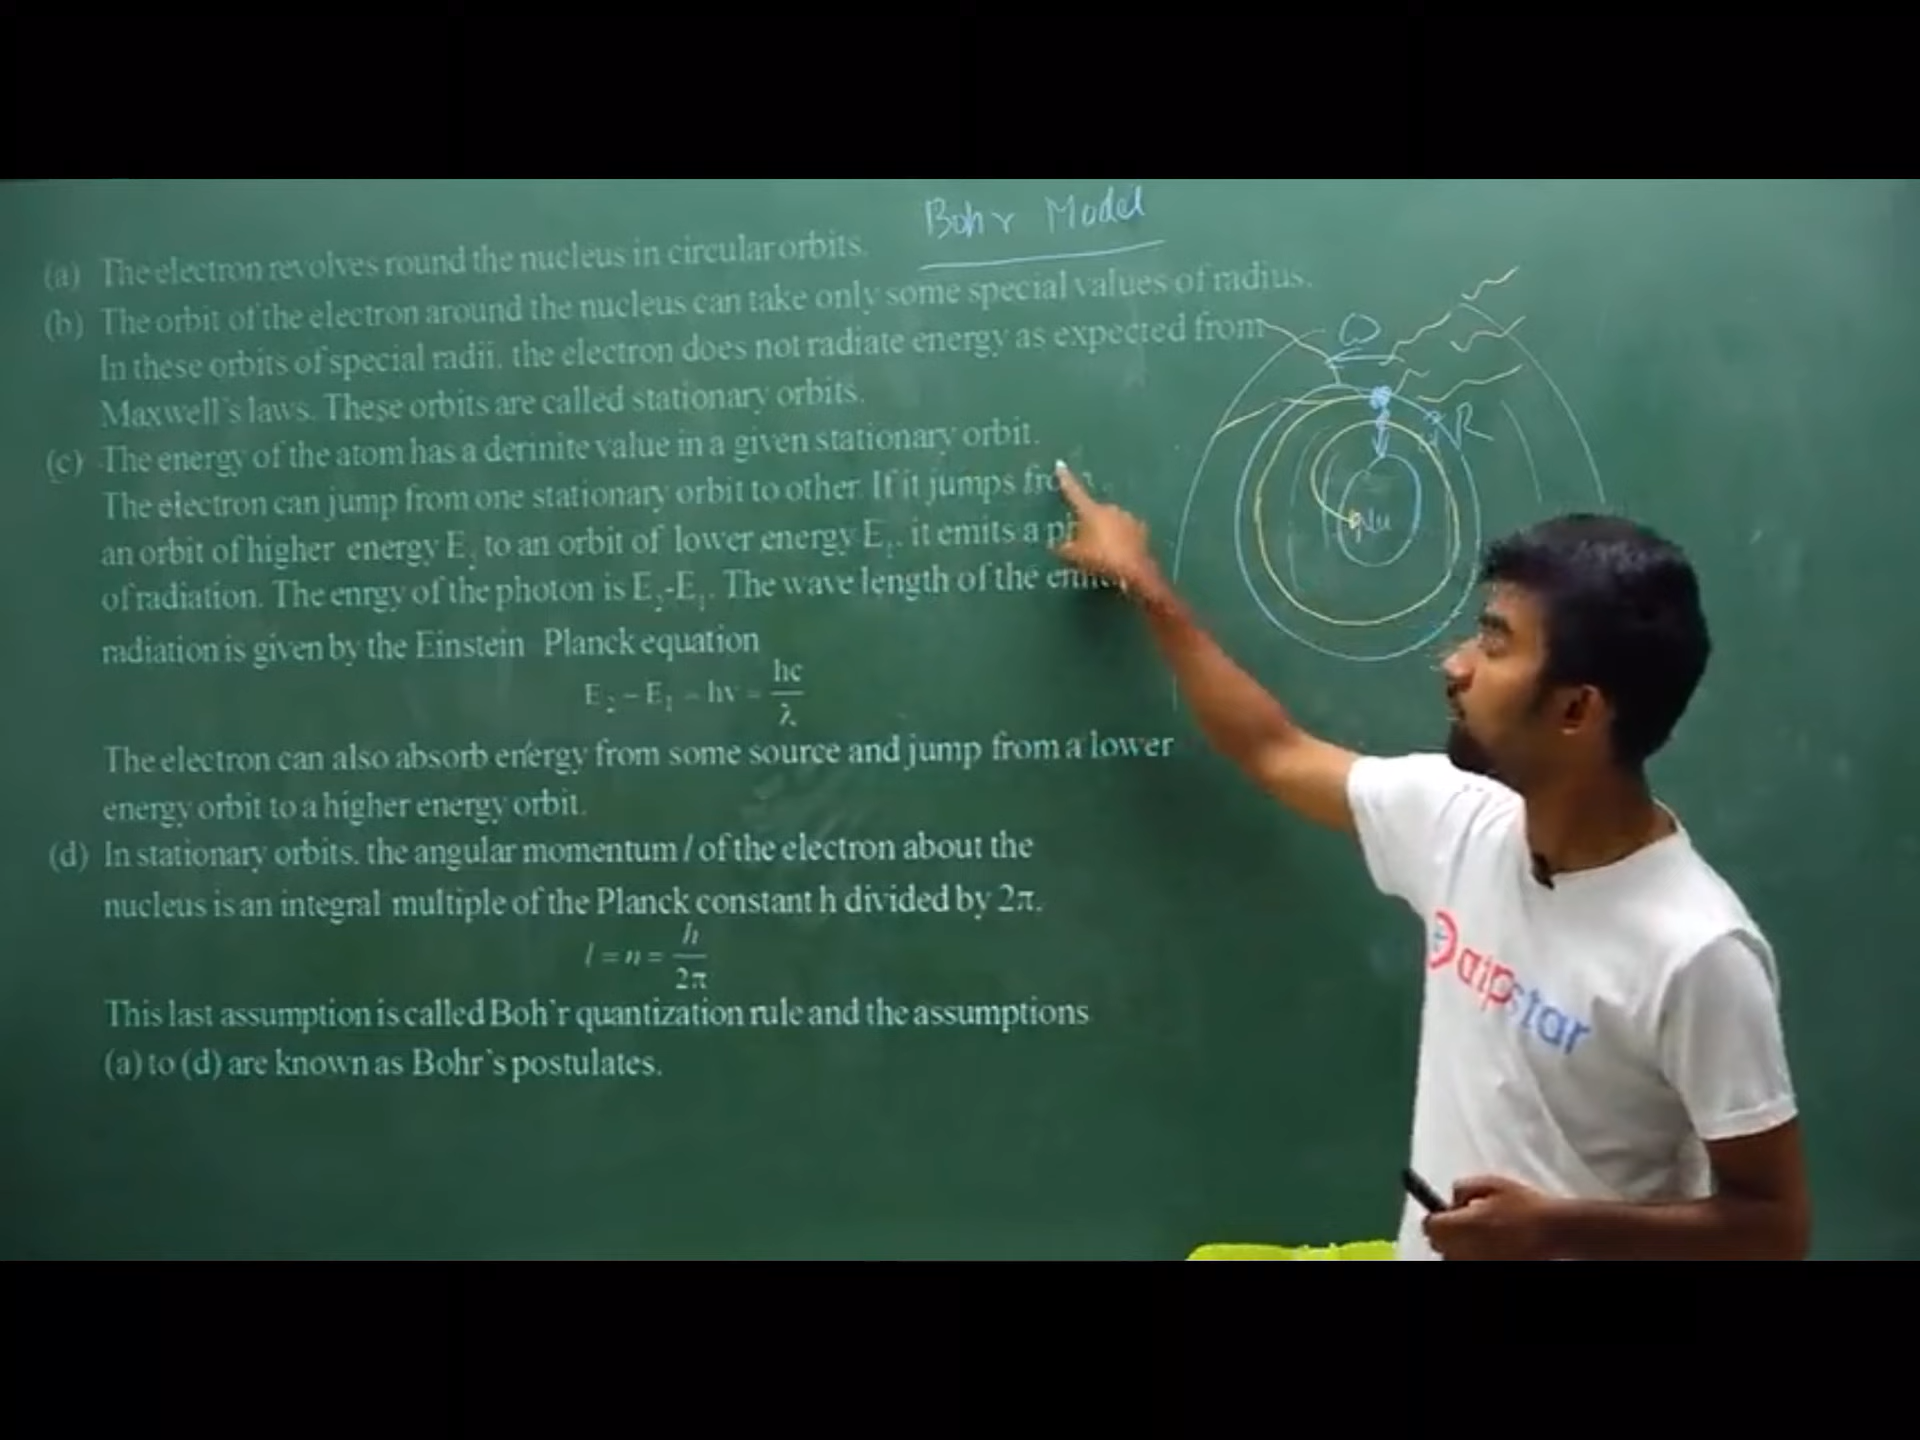 Bohr Model
(a) The electron revolves round the nucleus in circular orbits.
(b) The orbit of the electron around the nucleus can take only some special values of radius.
In these orbits of special radii, the electron does not radiate energy as expected from
Maxwell's laws. These orbits are called stationary orbits.
(c) The energy of the atom has a derinite value in a given stationary orbit.
The electron can jump from one stationary orbit to other. If it jumps from
an orbit of higher energy E2 to an orbit of lower energy E1, it emits a
of radiation. The enrgy of the photon is E2-E1. The wave length of the
radiation is given by the Einstein Planck equation
E2 – E1 = hv = hc/λ
The electron can also absorb energy from some source and jump from a lower
energy orbit to a higher energy orbit.
(d) In stationary orbits, the angular momentum l of the electron about the
nucleus is an integral multiple of the Planck constant h divided by 2π.
l = n = h/2π
This last assumption is called Boh'r quantization rule and the assumptions
(a) to (d) are known as Bohr's postulates.
Nu
aipstar